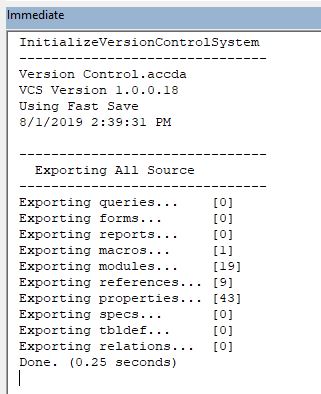 Immediate
InitializeVersionControlSystem
-------------------------------
Version Control.accda
VCS Version 1.0.0.18
Using Fast Save
8/1/2019 2:39:31 PM
-------------------------------
Exporting All Source
-------------------------------
Exporting queries... [0]
Exporting forms... [0]
Exporting reports... [0]
Exporting macros... [1]
Exporting modules... [19]
Exporting references... [9]
Exporting properties... [43]
Exporting specs... [0]
Exporting tbldef... [0]
Exporting relations... [0]
Done. (0.25 seconds)